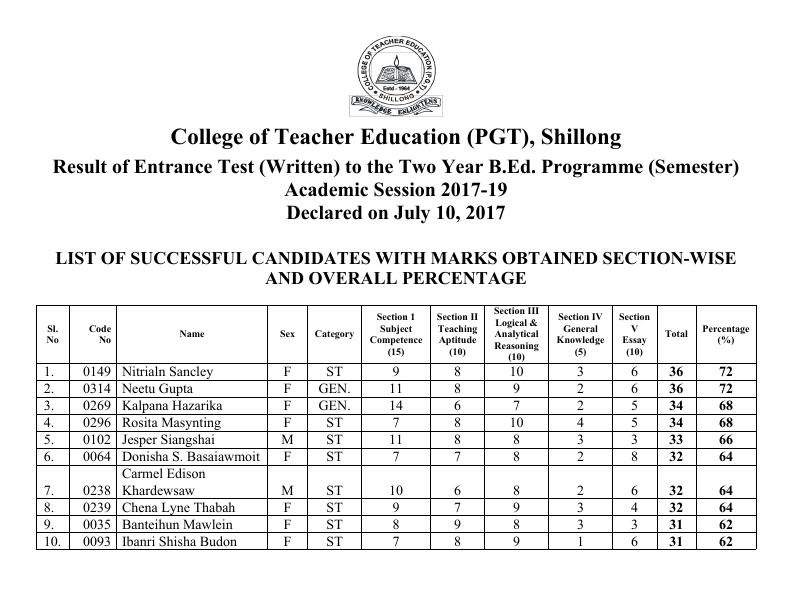 COLLEGE OF TEACHER EDUCATION (P.G.T)
Estd - 1964
SHILLONG
KNOWLEDGE ENLIGHTENS
College of Teacher Education (PGT), Shillong
Result of Entrance Test (Written) to the Two Year B.Ed. Programme (Semester)
Academic Session 2017-19
Declared on July 10, 2017
LIST OF SUCCESSFUL CANDIDATES WITH MARKS OBTAINED SECTION-WISE
AND OVERALL PERCENTAGE
Sl. No Code No Name Sex Category Section I Subject Competence (15) Section II Teaching Aptitude (10) Section III Logical & Analytical Reasoning (10) Section IV General Knowledge (5) Section V Essay (10) Total Percentage (%)
1. 0149 Nitrialn Sancley F ST 9 8 10 3 6 36 72
2. 0314 Neetu Gupta F GEN. 11 8 9 2 6 36 72
3. 0269 Kalpana Hazarika F GEN. 14 6 7 2 5 34 68
4. 0296 Rosita Masynting F ST 7 8 10 4 5 34 68
5. 0102 Jesper Siangshai M ST 11 8 8 3 3 33 66
6. 0064 Donisha S. Basaiawmoit F ST 7 7 8 2 8 32 64
Carmel Edison
7. 0238 Khardewsaw M ST 10 6 8 2 6 32 64
8. 0239 Chena Lyne Thabah F ST 9 7 9 3 4 32 64
9. 0035 Banteihun Mawlein F ST 8 9 8 3 3 31 62
10. 0093 Ibanri Shisha Budon F ST 7 8 9 1 6 31 62